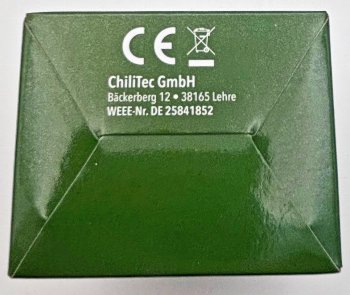 CE
ChiliTec GmbH
Bäckerberg 12 • 38165 Lehre
WEEE-Nr. DE 25841852